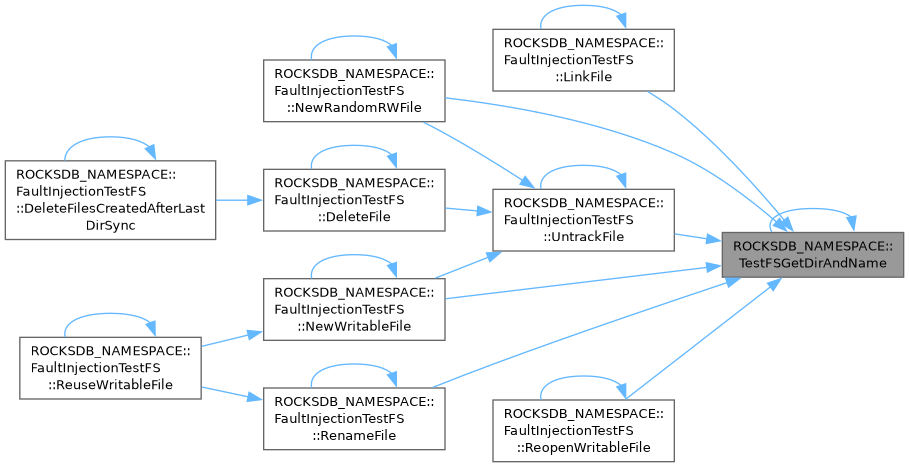 ROCKSDB_NAMESPACE::
FaultInjectionTestFS
::LinkFile
ROCKSDB_NAMESPACE::
FaultInjectionTestFS
::NewRandomRWFile
ROCKSDB_NAMESPACE::
FaultInjectionTestFS
::DeleteFilesCreatedAfterLast
DirSync
ROCKSDB_NAMESPACE::
FaultInjectionTestFS
::DeleteFile
ROCKSDB_NAMESPACE::
FaultInjectionTestFS
::UntrackFile
ROCKSDB_NAMESPACE::
TestFSGetDirAndName
ROCKSDB_NAMESPACE::
FaultInjectionTestFS
::NewWritableFile
ROCKSDB_NAMESPACE::
FaultInjectionTestFS
::ReuseWritableFile
ROCKSDB_NAMESPACE::
FaultInjectionTestFS
::RenameFile
ROCKSDB_NAMESPACE::
FaultInjectionTestFS
::ReopenWritableFile